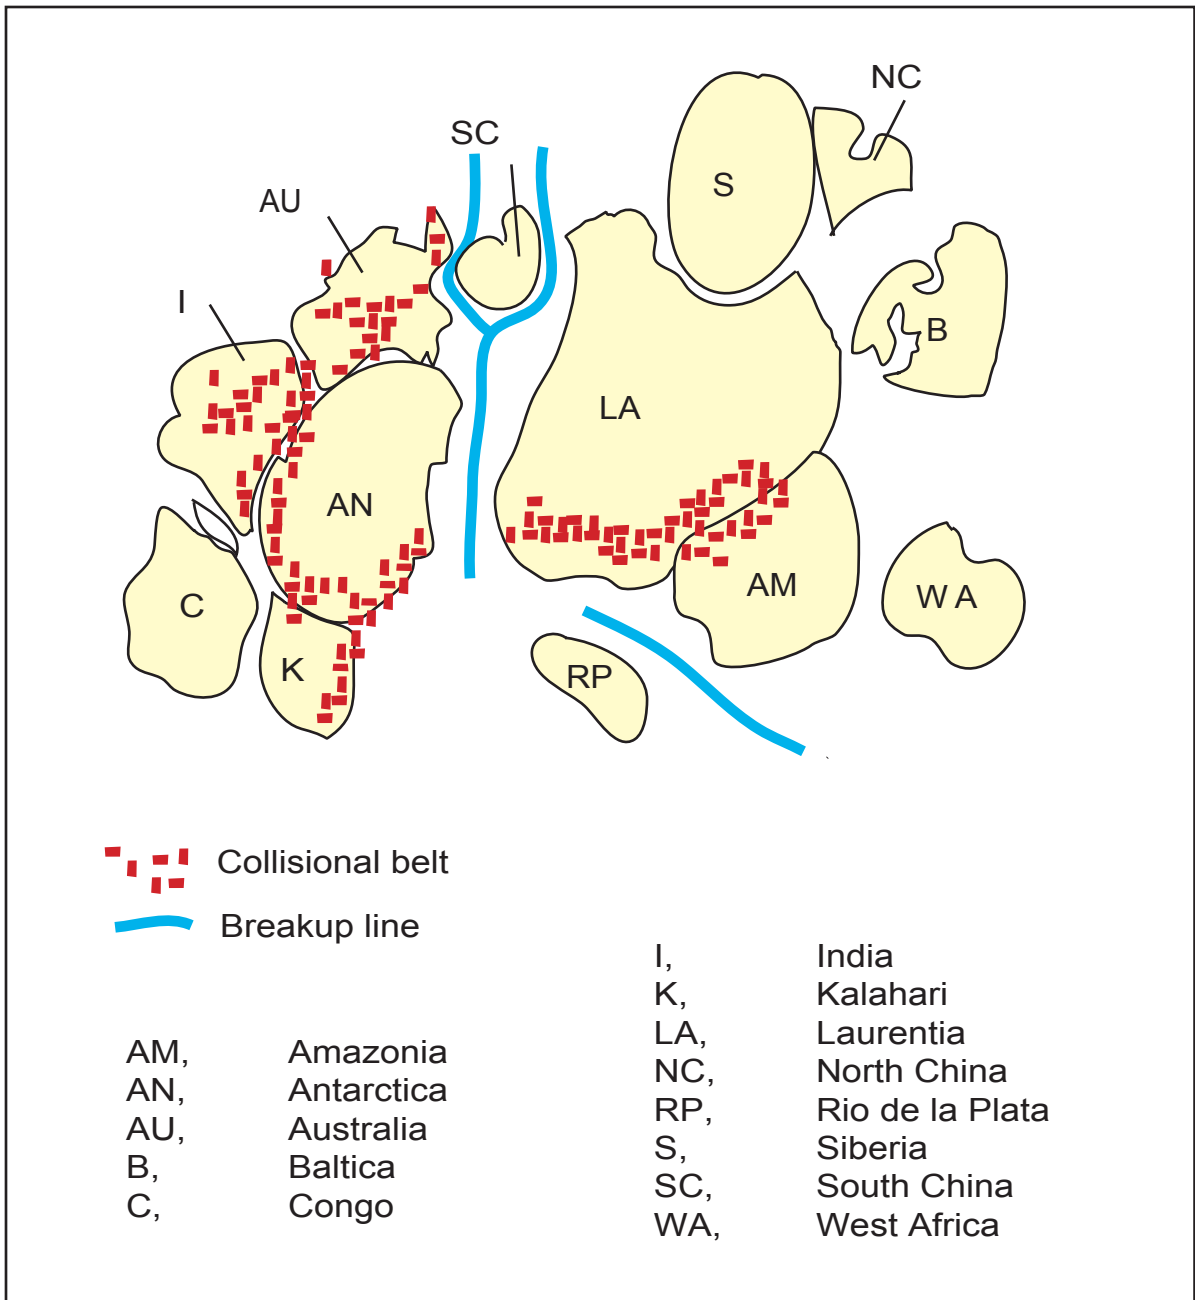 NC
SC
S
AU
I
B
LA
AN
AM
W A
C
K
RP
Collisional belt
Breakup line
AM, Amazonia
AN, Antarctica
AU, Australia
B, Baltica
C, Congo
I, India
K, Kalahari
LA, Laurentia
NC, North China
RP, Rio de la Plata
S, Siberia
SC, South China
WA, West Africa